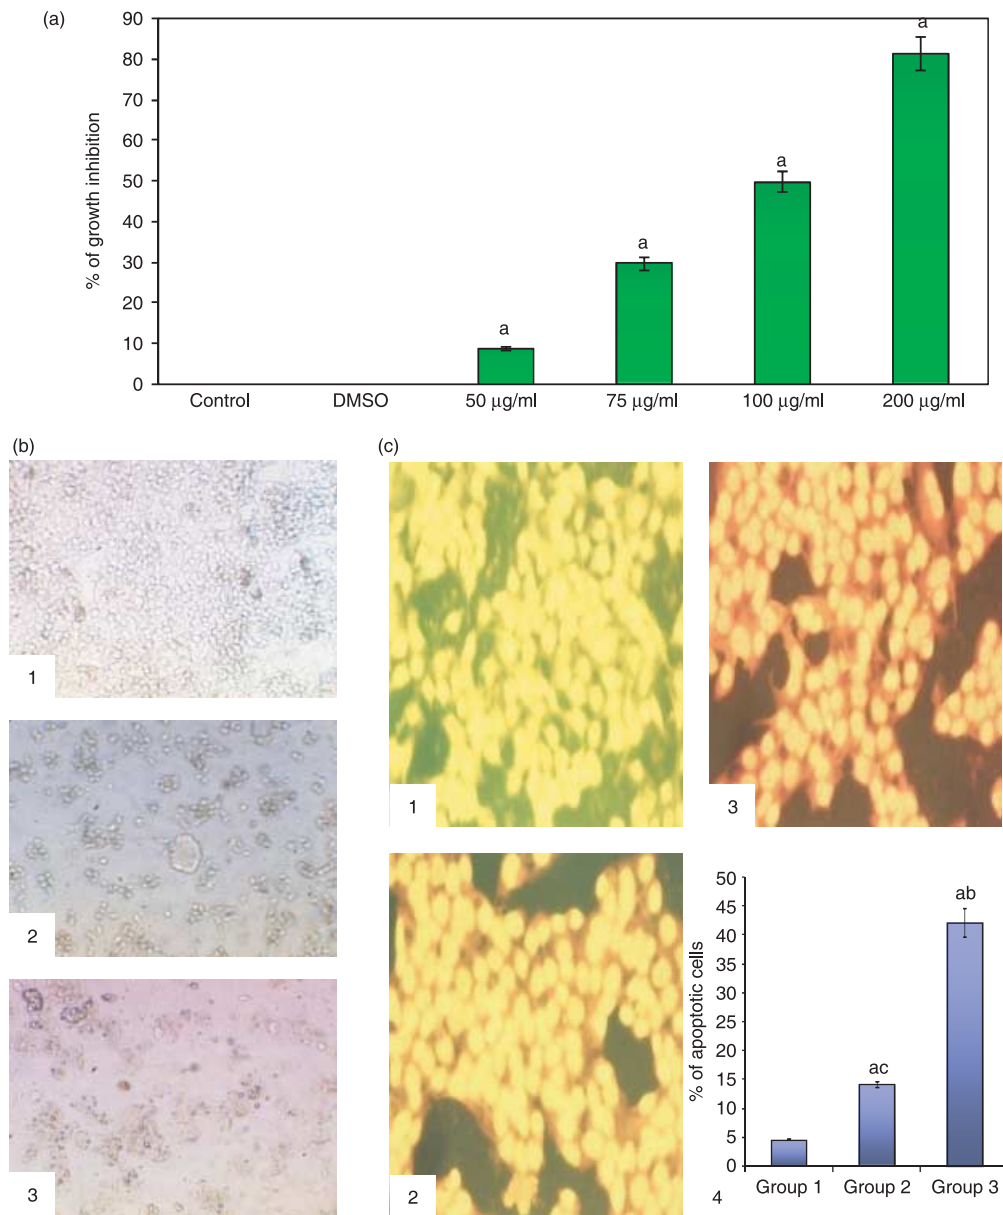 (a)
% of growth inhibition
90
80
70
60
50
40
30
20
10
0
a
a
a
a
Control DMSO 50 µg/ml 75 µg/ml 100 µg/ml 200 µg/ml
(b)
1
2
3
(c)
1
3
2
4
% of apoptotic cells
50
45
40
35
30
25
20
15
10
5
0
ac
ab
Group 1 Group 2 Group 3